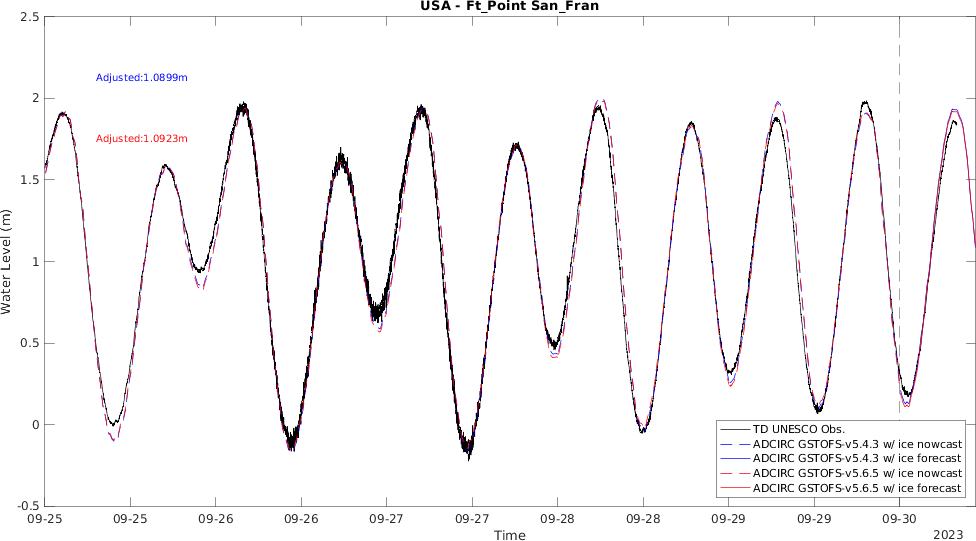 USA - Ft_Point San_Fran
2.5
2
1.5
1
0.5
0
-0.5
Water Level (m)
Adjusted:1.0899m
Adjusted:1.0923m
TD UNESCO Obs.
ADCIRC GSTOFS-v5.4.3 w/ ice nowcast
ADCIRC GSTOFS-v5.4.3 w/ ice forecast
ADCIRC GSTOFS-v5.6.5 w/ ice nowcast
ADCIRC GSTOFS-v5.6.5 w/ ice forecast
09-25 09-25 09-26 09-26 09-27 09-27 09-28 09-28 09-29 09-29 09-30
Time
2023